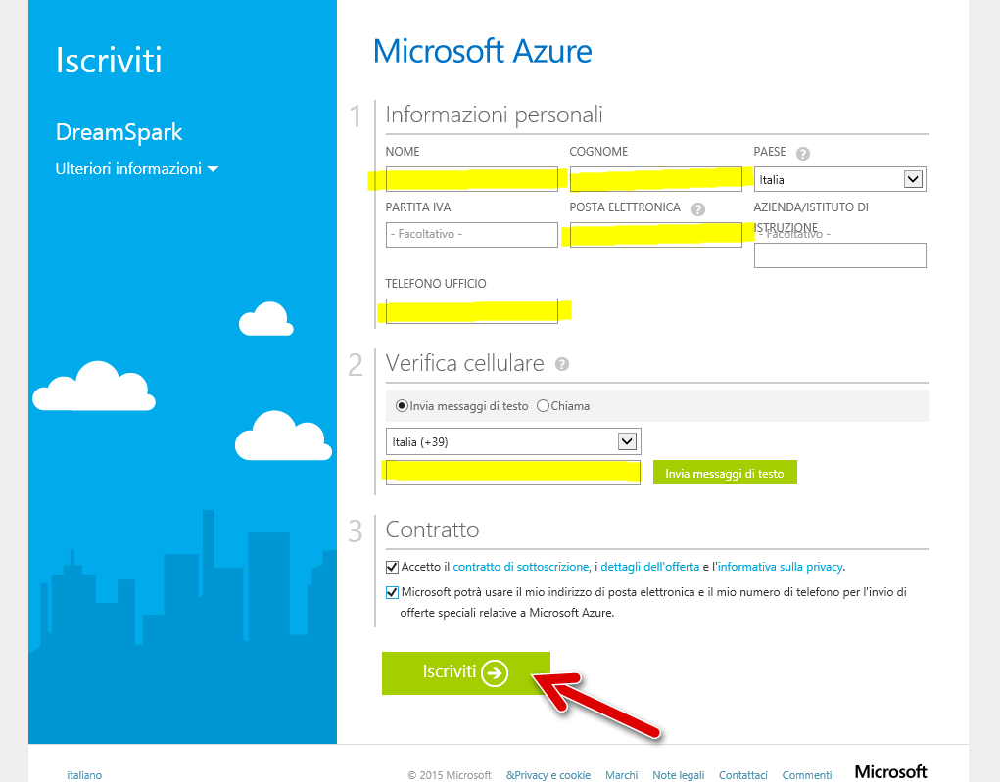 Iscriviti
DreamSpark
Ulteriori informazioni
Microsoft Azure
1 Informazioni personali
NOME COGNOME PAESE ?
Italia
PARTITA IVA POSTA ELETTRONICA ? AZIENDA/ISTITUTO DI
ISTRUZIONE
- Facoltativo - - Facoltativo -
TELEFONO UFFICIO
2 Verifica cellulare ?
Invia messaggi di testo Chiama
Italia (+39)
Invia messaggi di testo
3 Contratto
Accetto il contratto di sottoscrizione, i dettagli dell'offerta e l'informativa sulla privacy.
Microsoft potrà usare il mio indirizzo di posta elettronica e il mio numero di telefono per l'invio di
offerte speciali relative a Microsoft Azure.
Iscriviti
italiano © 2015 Microsoft &Privacy e cookie Marchi Note legali Contattaci Commenti Microsoft